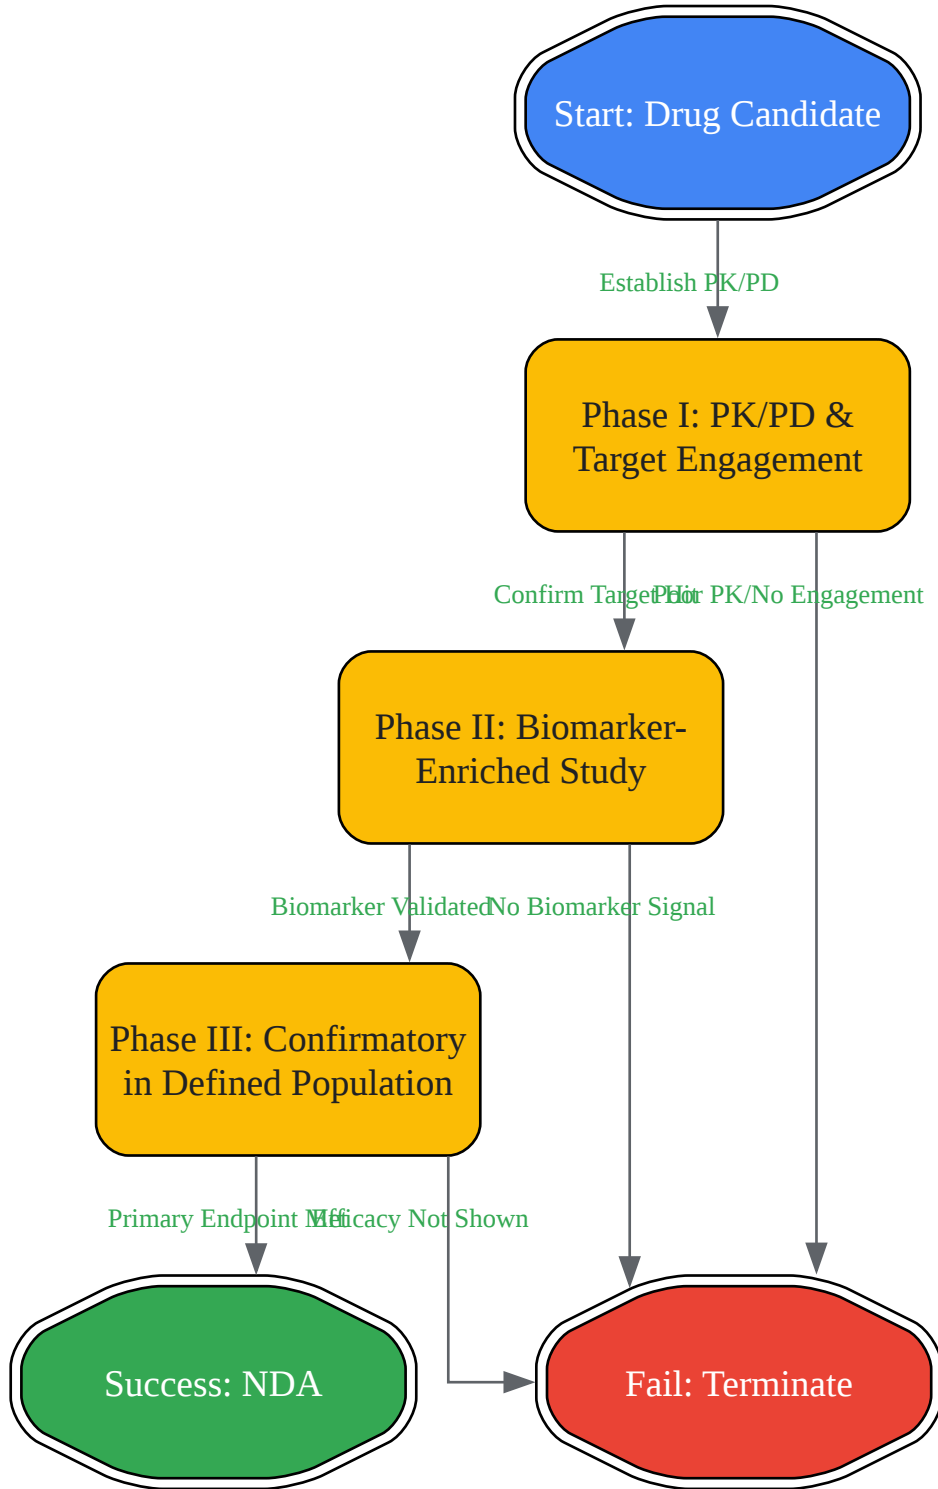 Start: Drug Candidate
Establish PK/PD
Phase I: PK/PD &
Target Engagement
Confirm Target Hit
Poor PK/No Engagement
Phase II: Biomarker-
Enriched Study
Biomarker Validated
No Biomarker Signal
Phase III: Confirmatory
in Defined Population
Primary Endpoint Met
Efficacy Not Shown
Success: NDA
Fail: Terminate